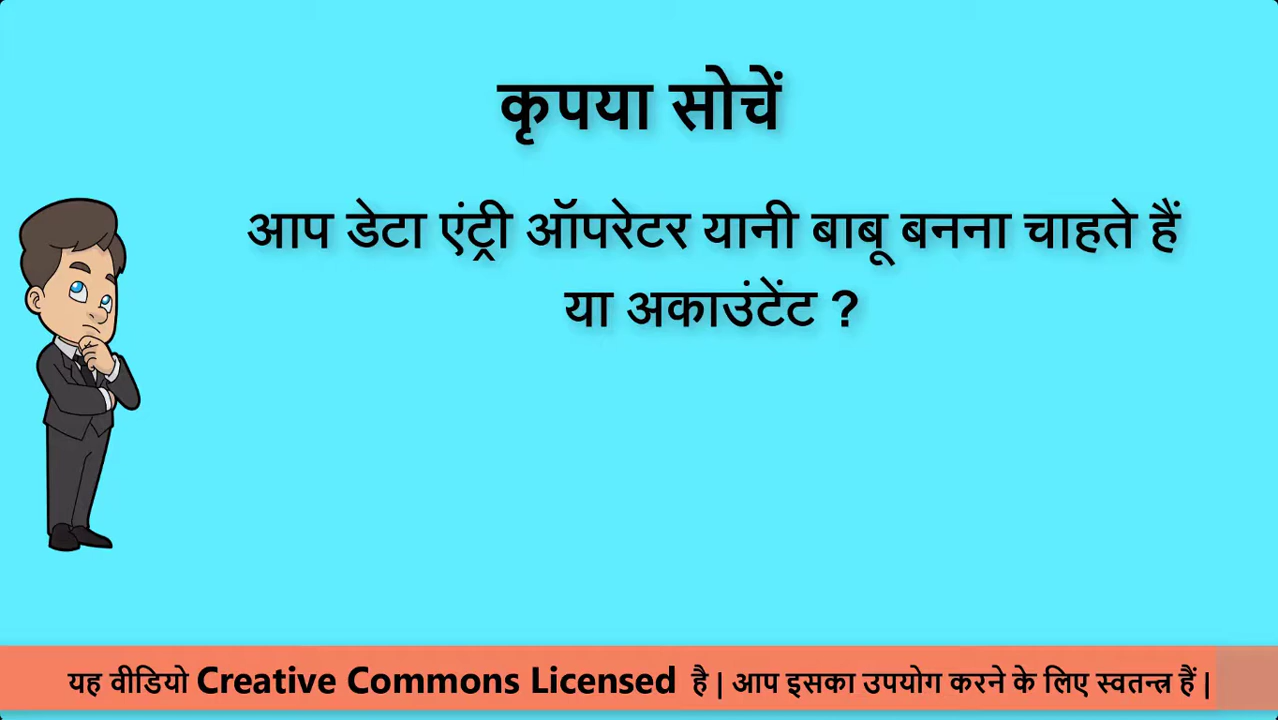 कृपया सोचें
आप डेटा एंट्री ऑपरेटर यानी बाबू बनना चाहते हैं
या अकाउंटेंट ?
यह वीडियो Creative Commons Licensed है | आप इसका उपयोग करने के लिए स्वतन्त्र हैं |